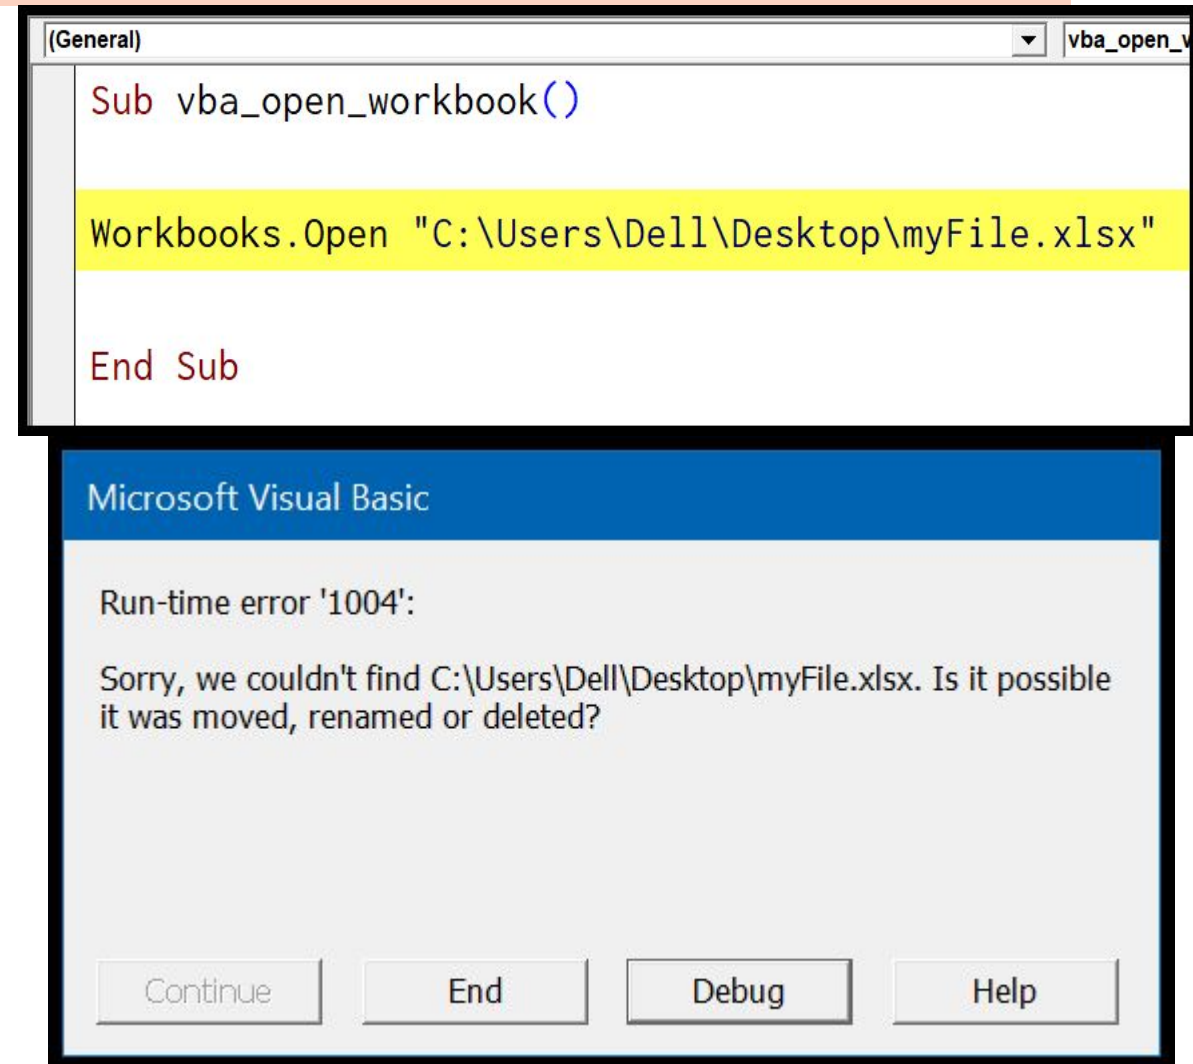 (General)
vba_open_w
Sub vba_open_workbook()
Workbooks.Open "C:\Users\Dell\Desktop\myFile.xlsx"
End Sub
Microsoft Visual Basic
Run-time error '1004':
Sorry, we couldn't find C:\Users\Dell\Desktop\myFile.xlsx. Is it possible
it was moved, renamed or deleted?
Continue
End
Debug
Help